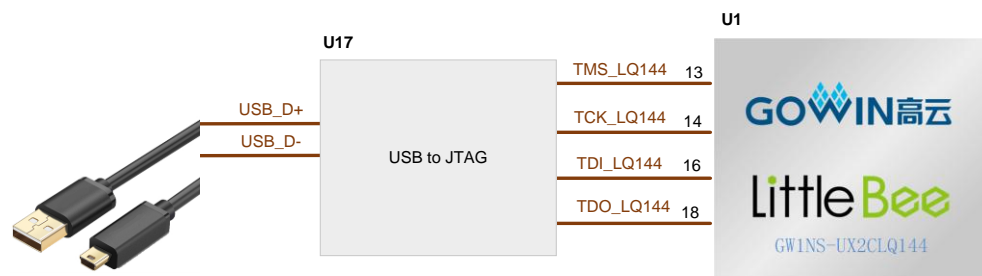 U1
U17
TMS_LQ144 13
USB_D+
TCK_LQ144 14
USB_D-
USB to JTAG
TDI_LQ144 16
TDO_LQ144 18
GOWIN高云
LittleBee
GW1NS-UX2CLQ144